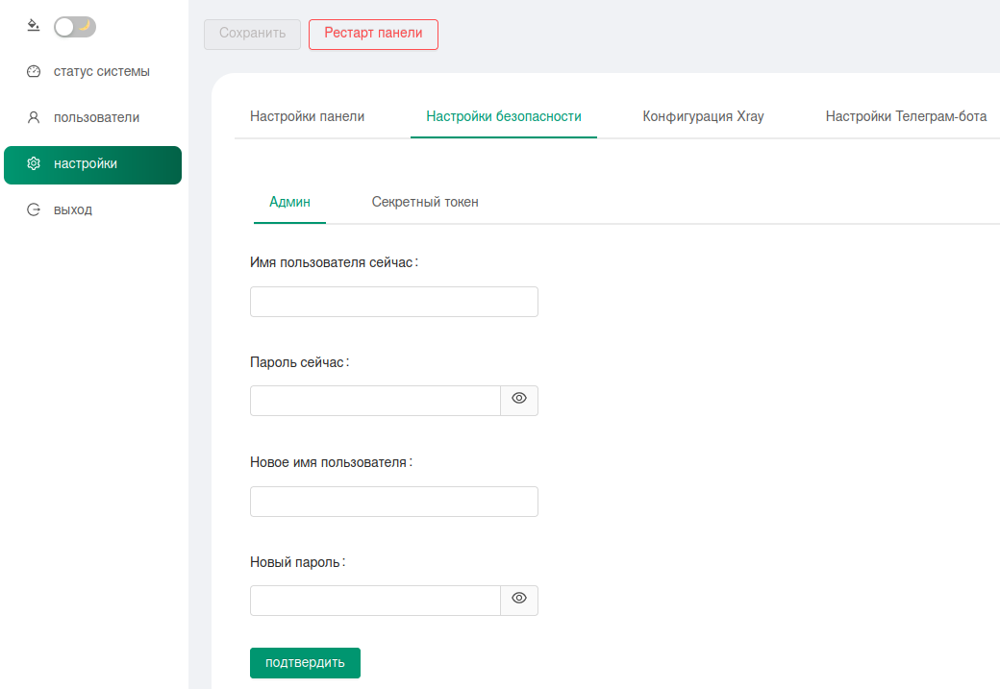 Сохранить
Рестарт панели
статус системы
пользователи
настройки
выход
Настройки панели
Настройки безопасности
Конфигурация Xray
Настройки Телеграм-бота
Админ
Секретный токен
Имя пользователя сейчас:
Пароль сейчас:
Новое имя пользователя:
Новый пароль:
подтвердить